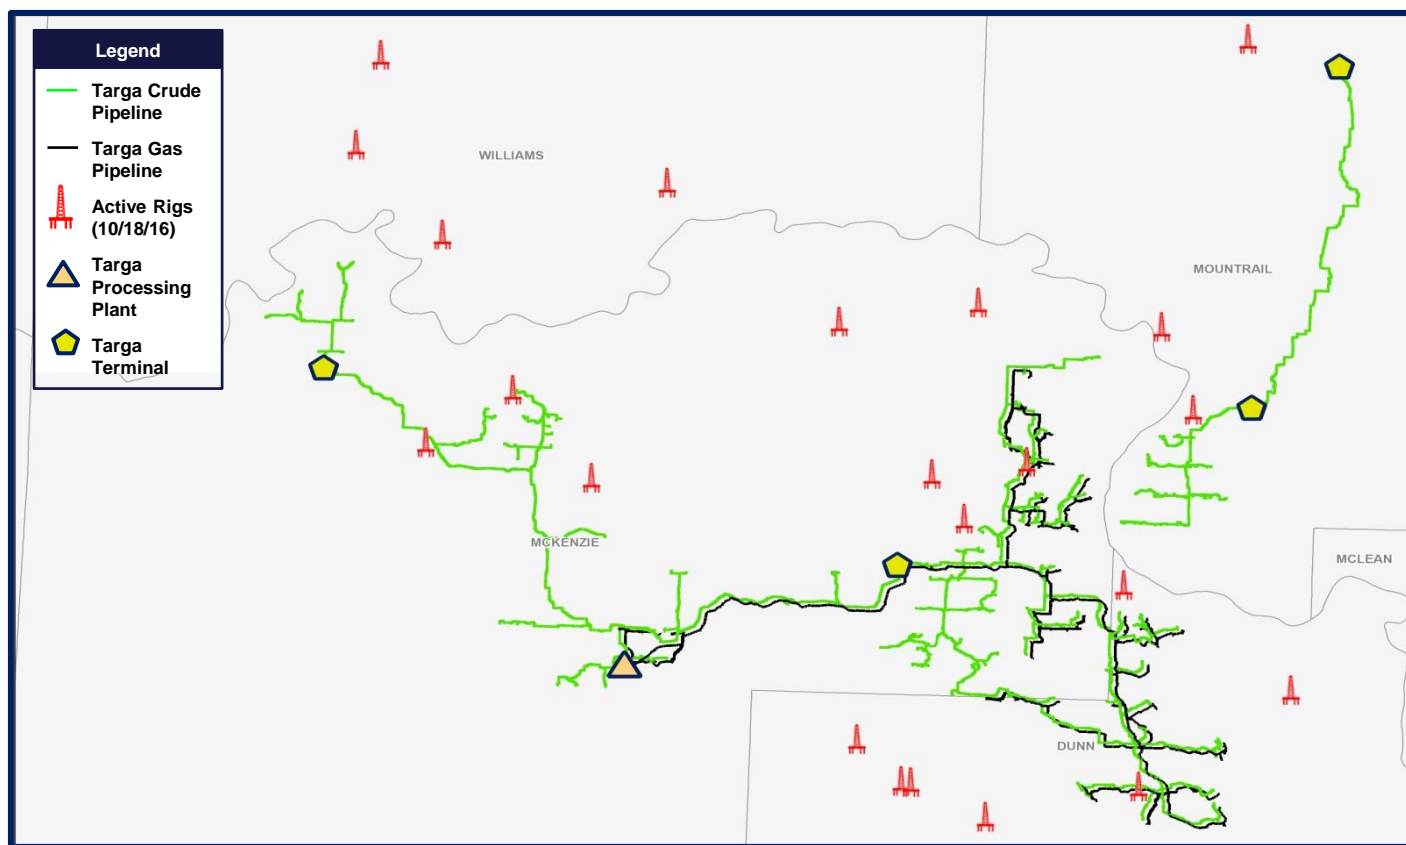 Legend
Targa Crude
Pipeline
Targa Gas
Pipeline
Active Rigs
(10/18/16)
Targa
Processing
Plant
Targa
Terminal
WILLIAMS
MOUNTRAIL
MCKENZIE
MCLEAN
DUNN